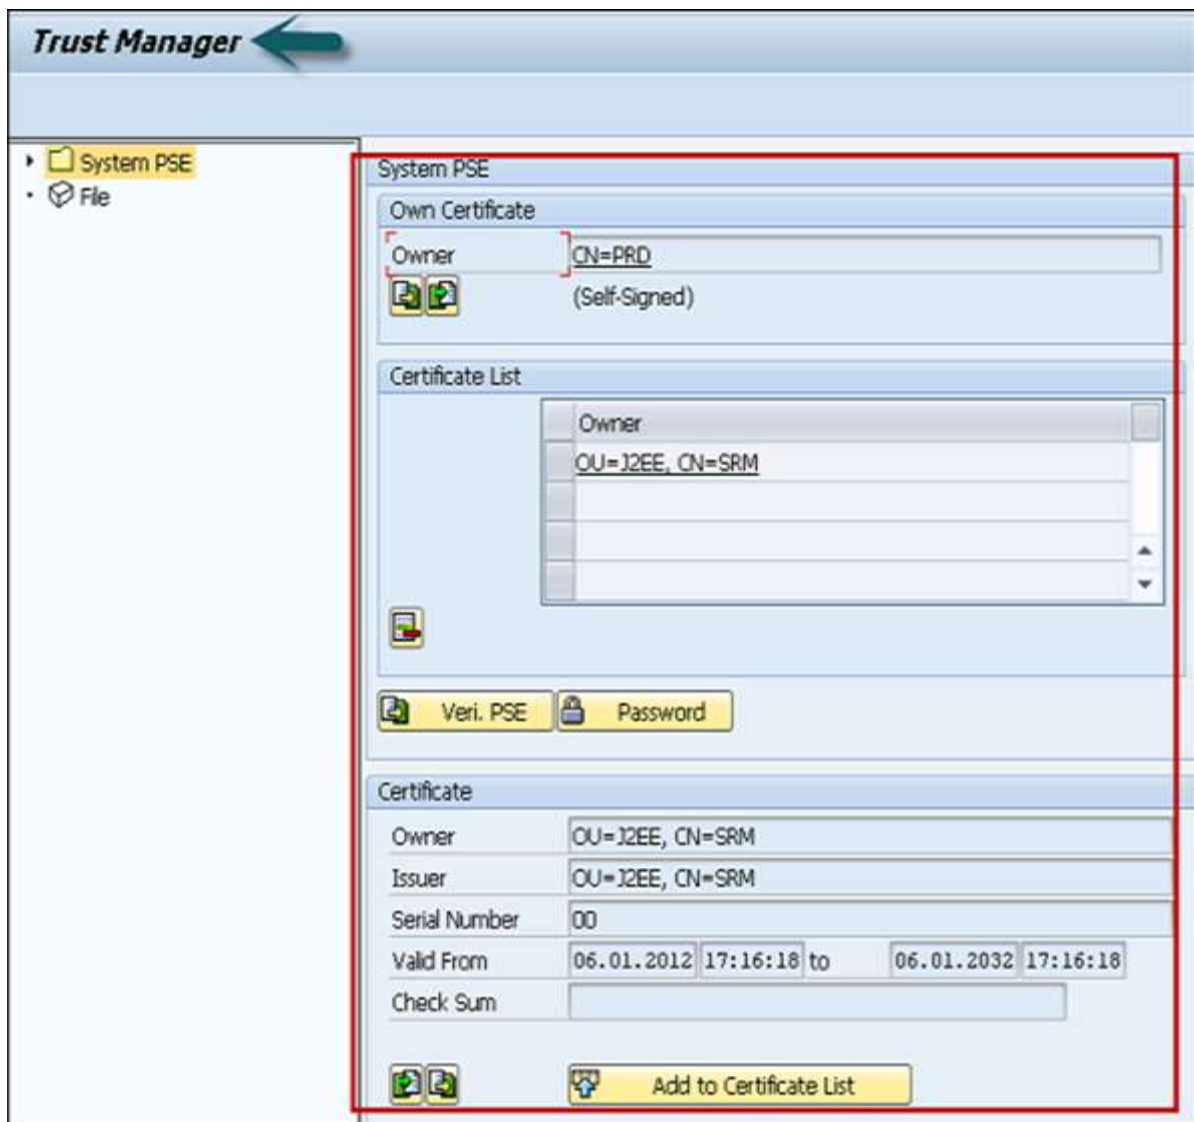 Trust Manager
System PSE
File
System PSE
Own Certificate
Owner CN=PRD
(Self-Signed)
Certificate List
Owner
OU=J2EE, CN=SRM
Veri. PSE Password
Certificate
Owner OU=J2EE, CN=SRM
Issuer OU=J2EE, CN=SRM
Serial Number 00
Valid From 06.01.2012 17:16:18 to 06.01.2032 17:16:18
Check Sum
Add to Certificate List